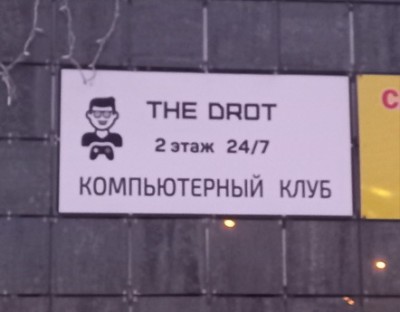 THE DROT
2 этаж 24/7
КОМПЬЮТЕРНЫЙ КЛУБ
С